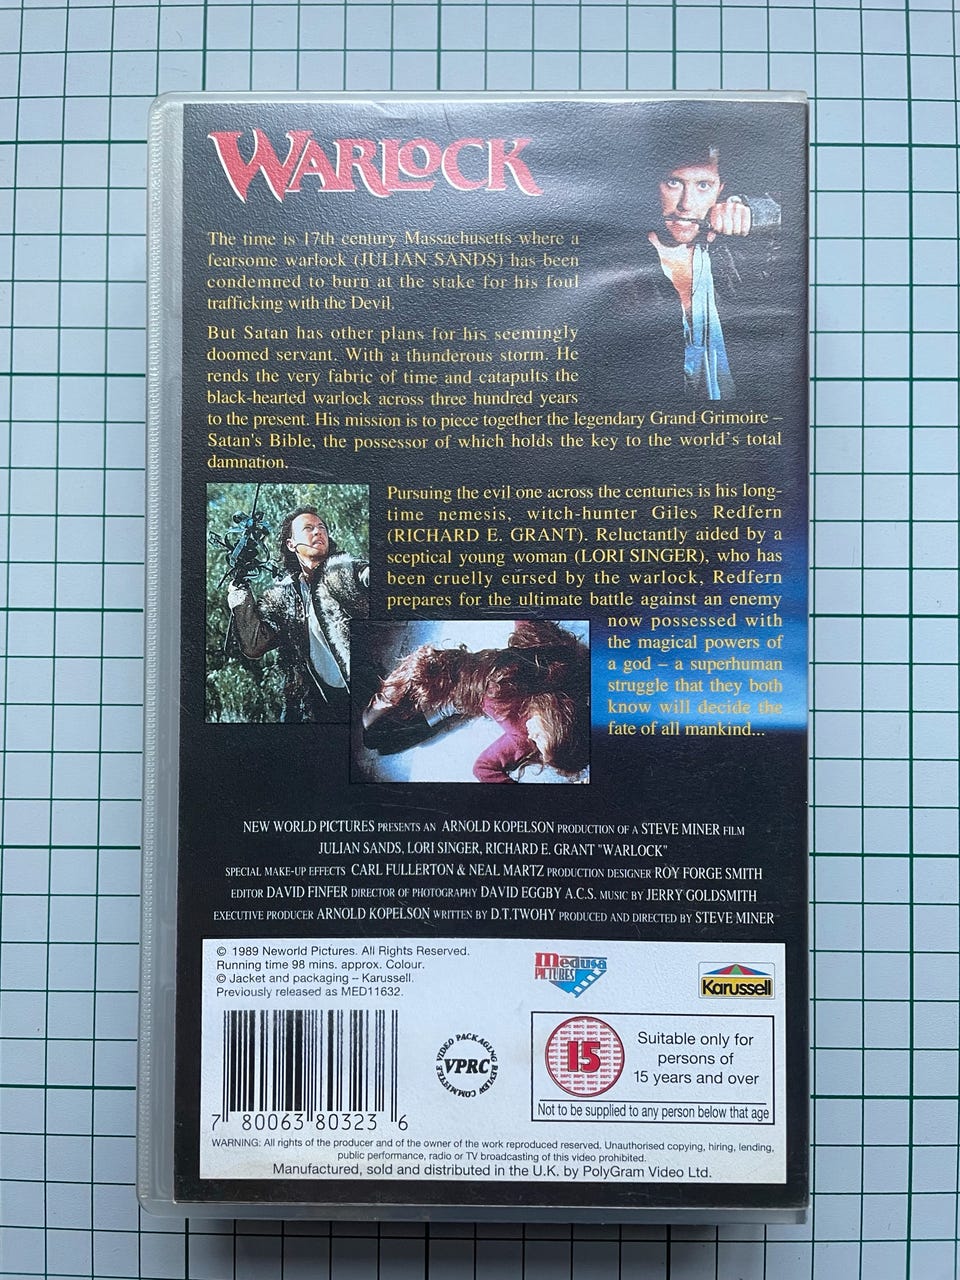 WARLOCK
The time is 17th century Massachusetts where a
fearsome warlock (JULIAN SANDS) has been
condemned to burn at the stake for his foul
trafficking with the Devil.
But Satan has other plans for his seemingly
doomed servant. With a thunderous storm. He
rends the very fabric of time and catapults the
black-hearted warlock across three hundred years
to the present. His mission is to piece together the legendary Grand Grimoire –
Satan's Bible, the possessor of which holds the key to the world's total
damnation.
Pursuing the evil one across the centuries is his long-
time nemesis, witch-hunter Giles Redfern
(RICHARD E. GRANT). Reluctantly aided by a
sceptical young woman (LORI SINGER), who has
been cruelly cursed by the warlock, Redfern
prepares for the ultimate battle against an enemy
now possessed with
the magical powers of
a god – a superhuman
struggle that they both
know will decide the
fate of all mankind...
NEW WORLD PICTURES PRESENTS AN ARNOLD KOPELSON PRODUCTION OF A STEVE MINER FILM
JULIAN SANDS, LORI SINGER, RICHARD E. GRANT "WARLOCK"
SPECIAL MAKE-UP EFFECTS CARL FULLERTON & NEAL MARTZ PRODUCTION DESIGNER ROY FORGE SMITH
EDITOR DAVID FINFER DIRECTOR OF PHOTOGRAPHY DAVID EGGBY A.C.S. MUSIC BY JERRY GOLDSMITH
EXECUTIVE PRODUCER ARNOLD KOPELSON WRITTEN BY D.T.TWOHY PRODUCED AND DIRECTED BY STEVE MINER
© 1989 Neworld Pictures. All Rights Reserved.
Running time 98 mins. approx. Colour.
© Jacket and packaging – Karussell.
Previously released as MED11632.
Medusa
PICTURES
Karussell
7 80063 80323 6
VIDEO PACKAGING REVIEW COMMITTEE
VPRC
15
Suitable only for
persons of
15 years and over
Not to be supplied to any person below that age
WARNING: All rights of the producer and of the owner of the work reproduced reserved. Unauthorised copying, hiring, lending,
public performance, radio or TV broadcasting of this video prohibited.
Manufactured, sold and distributed in the U.K. by PolyGram Video Ltd.